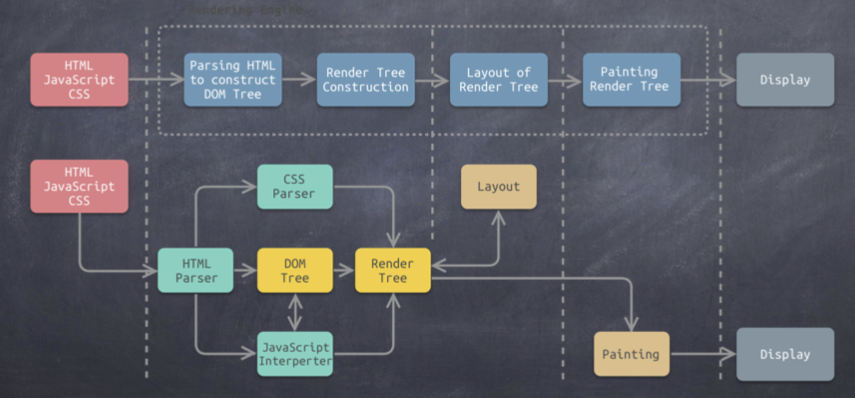 Rendering Engine
HTML
JavaScript
CSS
Parsing HTML
to construct
DOM Tree
Render Tree
Construction
Layout of
Render Tree
Painting
Render Tree
Display
HTML
JavaScript
CSS
CSS
Parser
Layout
HTML
Parser
DOM
Tree
Render
Tree
JavaScript
Interperter
Painting
Display